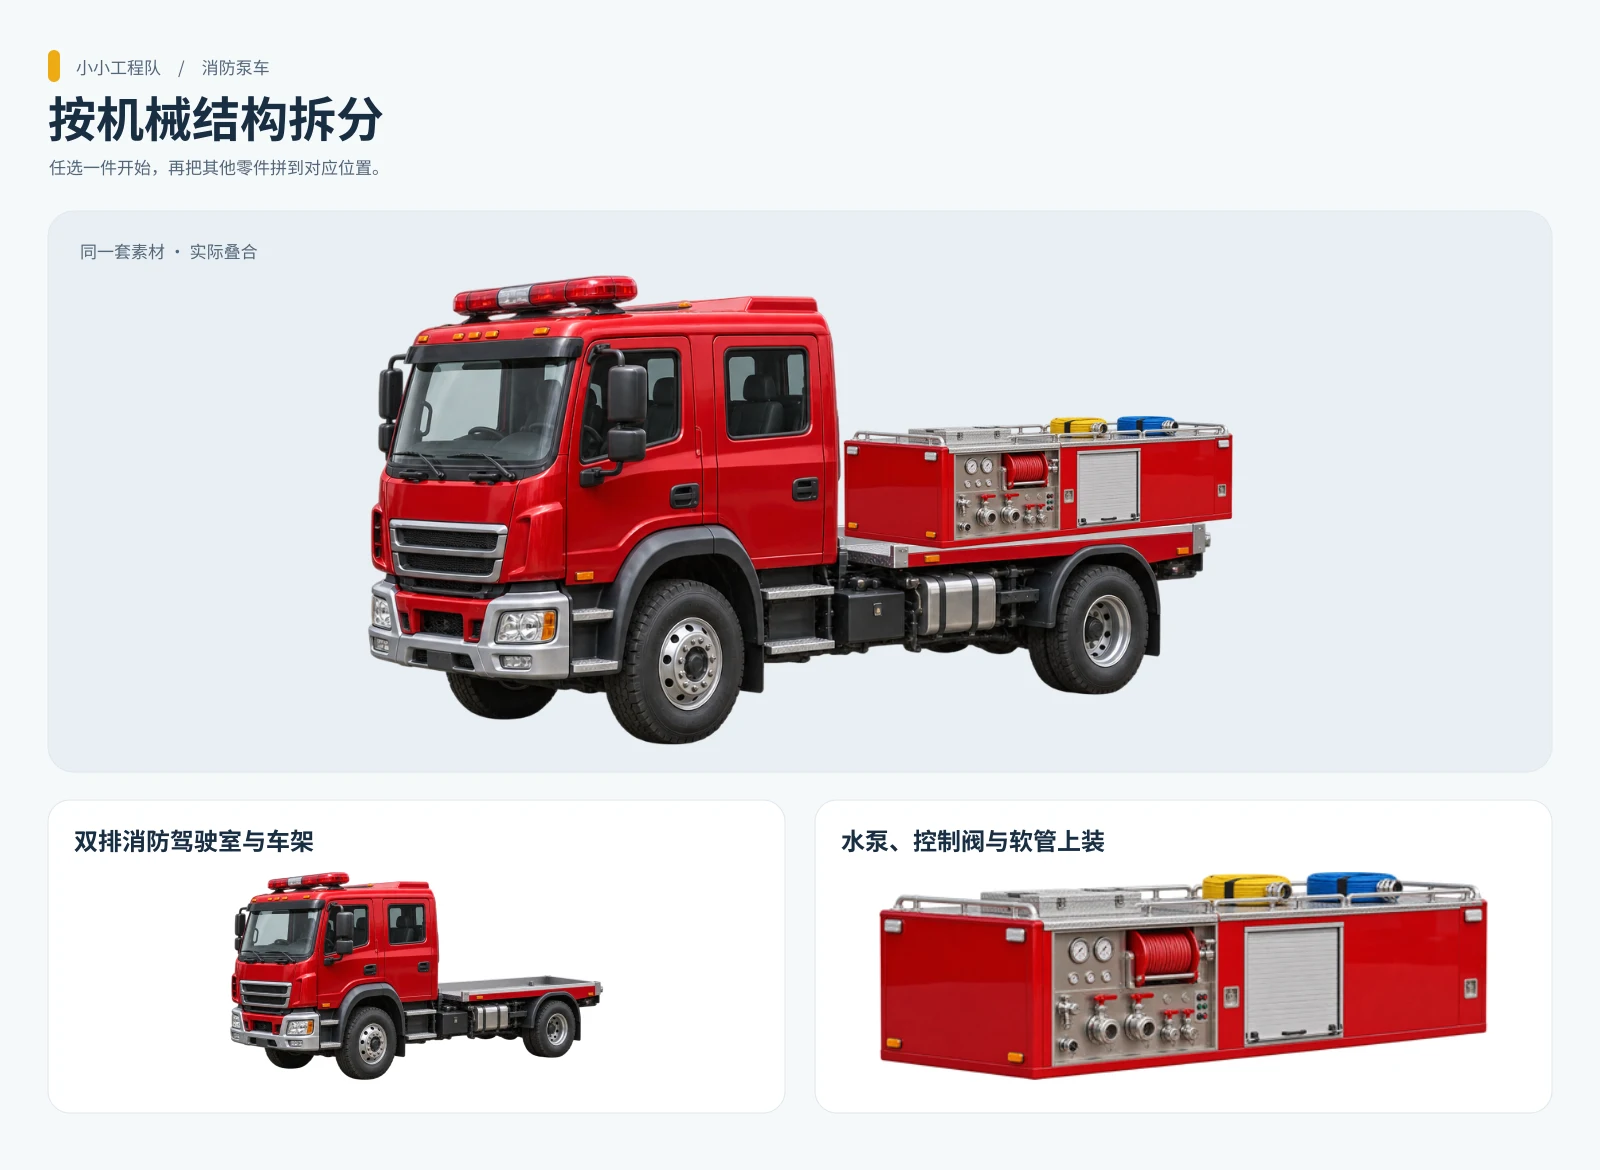 小小工程队 / 消防泵车
按机械结构拆分
任选一件开始，再把其他零件拼到对应位置。
同一套素材 · 实际叠合
双排消防驾驶室与车架
水泵、控制阀与软管上装